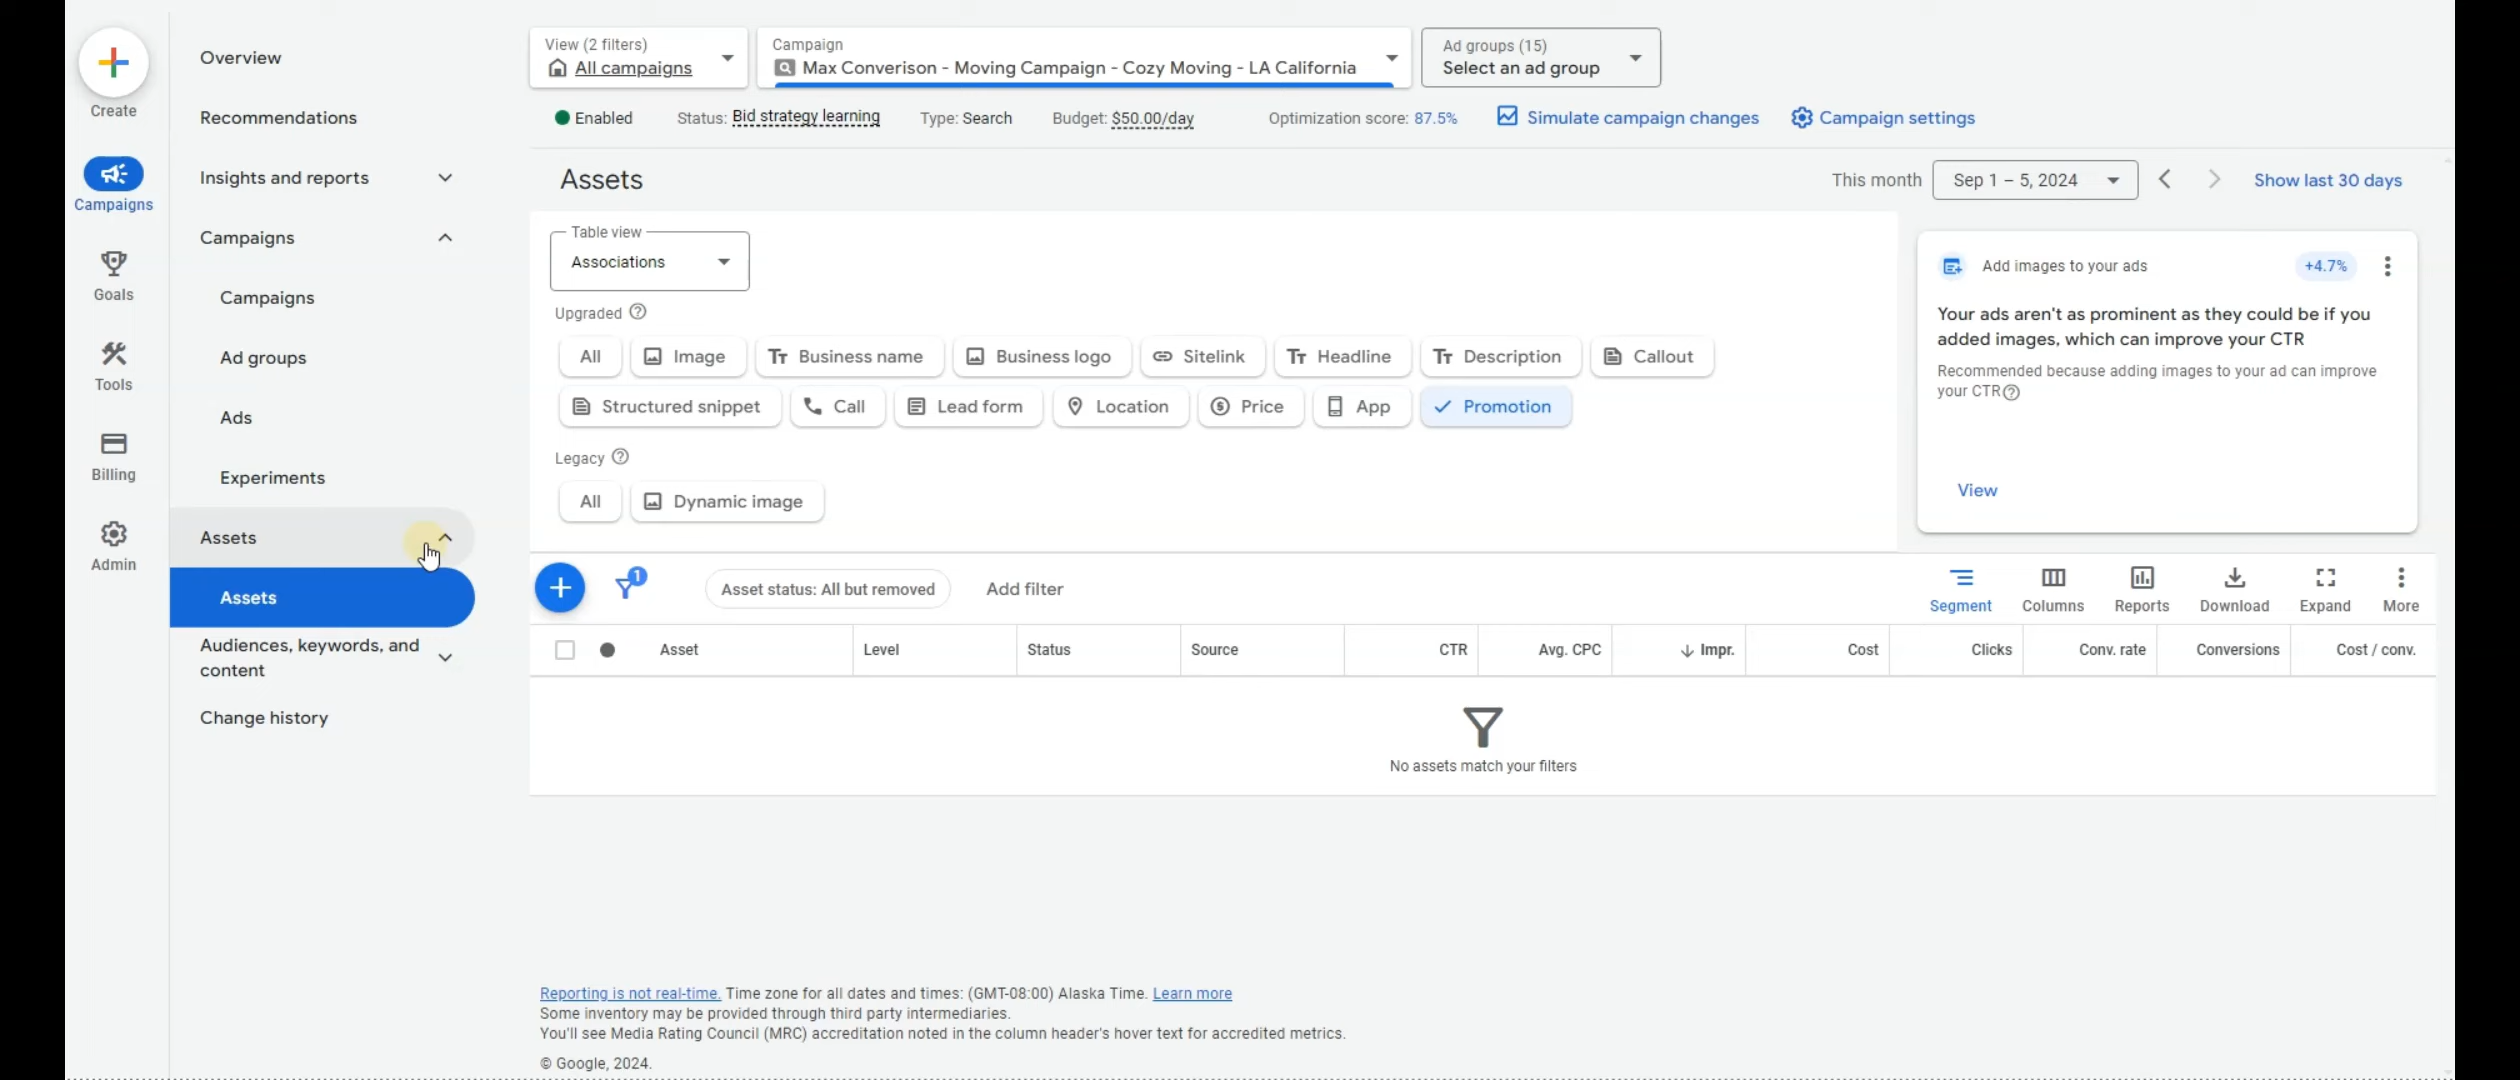 Create
Campaigns
Goals
Tools
Billing
Admin
Overview
Recommendations
Insights and reports
Campaigns
Campaigns
Ad groups
Ads
Experiments
Assets
Assets
Audiences, keywords, and
content
Change history
View (2 filters)
All campaigns
Campaign
Max Converison - Moving Campaign - Cozy Moving - LA California
Ad groups (15)
Select an ad group
Enabled Status: Bid strategy learning Type: Search Budget: $50.00/day Optimization score: 87.5% Simulate campaign changes Campaign settings
Assets
This month Sep 1 – 5, 2024 Show last 30 days
Table view
Associations
Upgraded
All Image Business name Business logo Sitelink Headline Description Callout
Structured snippet Call Lead form Location Price App Promotion
Legacy
All Dynamic image
Add images to your ads +4.7%
Your ads aren't as prominent as they could be if you
added images, which can improve your CTR
Recommended because adding images to your ad can improve
your CTR
View
1
Asset status: All but removed Add filter
Segment Columns Reports Download Expand More
Asset Level Status Source CTR Avg. CPC Impr. Cost Clicks Conv. rate Conversions Cost / conv.
No assets match your filters
Reporting is not real-time. Time zone for all dates and times: (GMT-08:00) Alaska Time. Learn more
Some inventory may be provided through third party intermediaries.
You'll see Media Rating Council (MRC) accreditation noted in the column header's hover text for accredited metrics.
© Google, 2024.